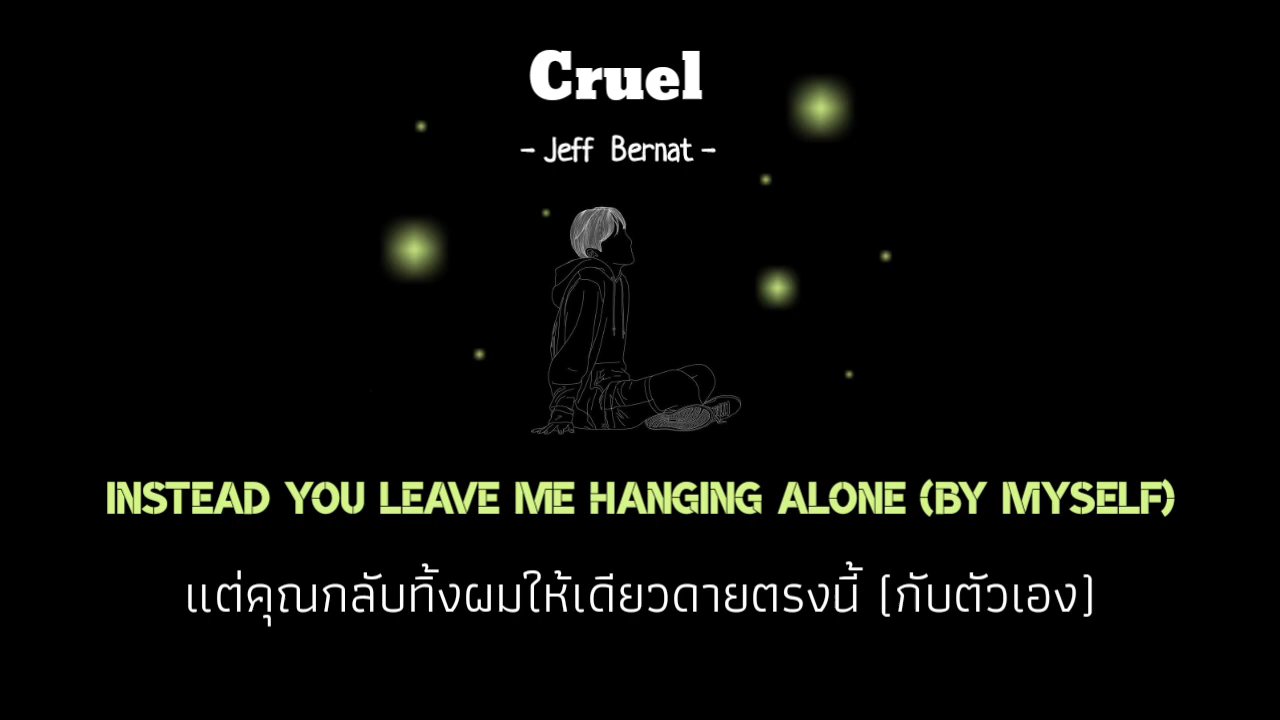 Cruel
- Jeff Bernat -
INSTEAD YOU LEAVE ME HANGING ALONE (BY MYSELF)
แต่คุณกลับทิ้งผมให้เดียวดายตรงนี้ (กับตัวเอง)